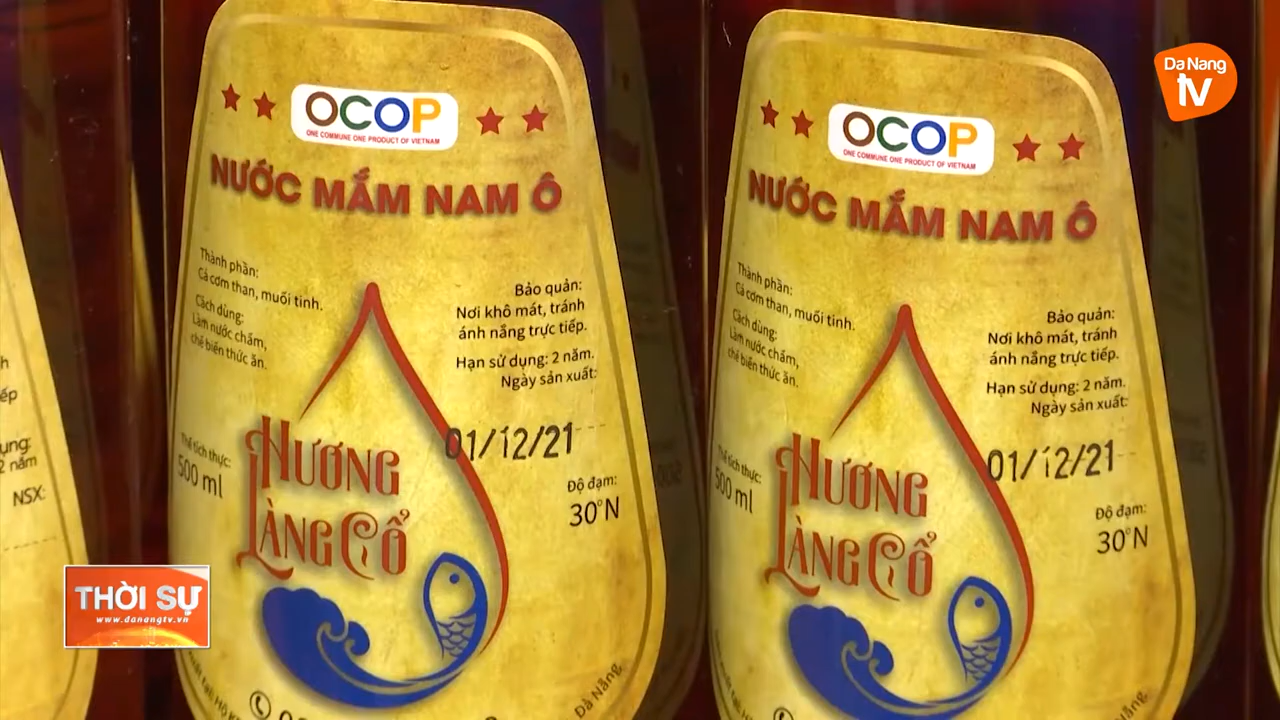 Da Nang
tv
OCOP
ONE COMMUNE ONE PRODUCT OF VIETNAM
NƯỚC MẮM NAM Ô
Thành phần:
Cá cơm than, muối tinh.
Cách dùng:
Làm nước chấm,
chế biến thức ăn.
Bảo quản:
Nơi khô mát, tránh
ánh nắng trực tiếp.
Hạn sử dụng: 2 năm.
Ngày sản xuất:
01/12/21
Thể tích thực:
500 ml
Độ đạm:
30°N
HƯƠNG
LÀNG CỔ
Đà Nẵng
OCOP
ONE COMMUNE ONE PRODUCT OF VIETNAM
NƯỚC MẮM NAM Ô
Thành phần:
Cá cơm than, muối tinh.
Cách dùng:
Làm nước chấm,
chế biến thức ăn.
Bảo quản:
Nơi khô mát, tránh
ánh nắng trực tiếp.
Hạn sử dụng: 2 năm.
Ngày sản xuất:
01/12/21
Thể tích thực:
500 ml
Độ đạm:
30°N
HƯƠNG
LÀNG CỔ
2 năm
NSX:
THỜI SỰ
www.danangtv.vn